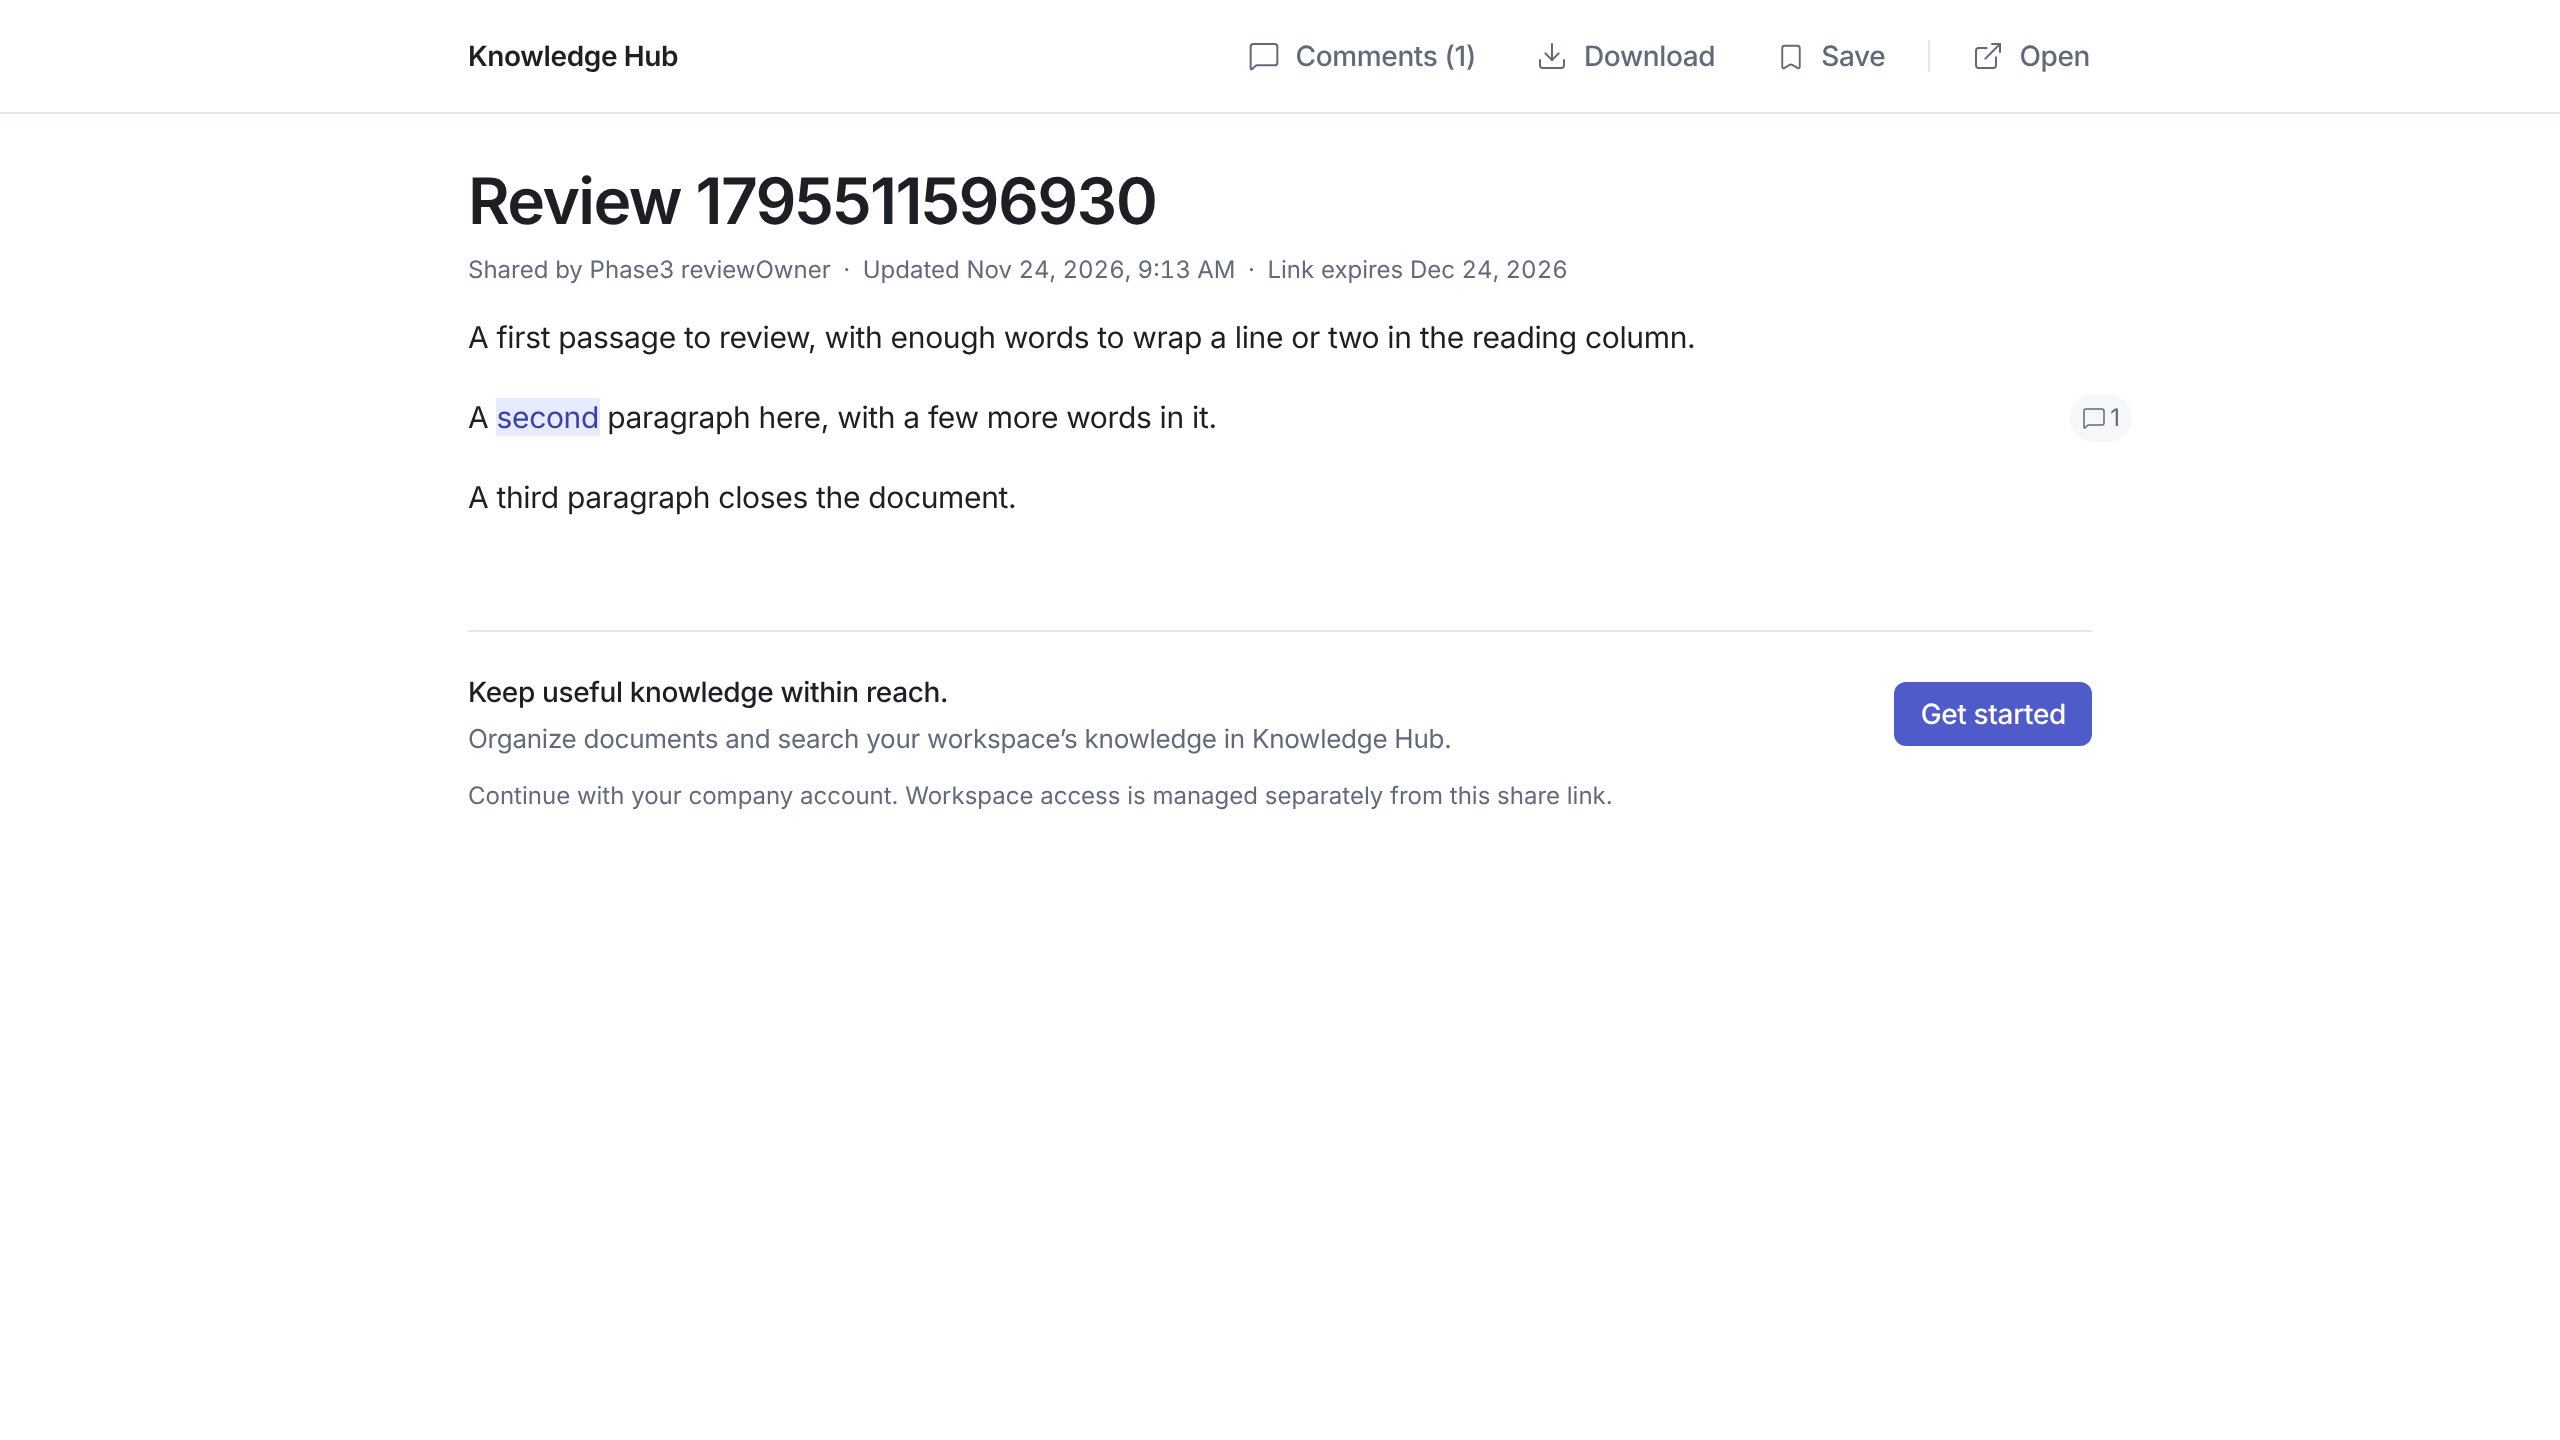 Knowledge Hub
Comments (1) Download Save Open
Review 1795511596930
Shared by Phase3 reviewOwner · Updated Nov 24, 2026, 9:13 AM · Link expires Dec 24, 2026
A first passage to review, with enough words to wrap a line or two in the reading column.
A second paragraph here, with a few more words in it.
1
A third paragraph closes the document.
Keep useful knowledge within reach.
Organize documents and search your workspace’s knowledge in Knowledge Hub.
Get started
Continue with your company account. Workspace access is managed separately from this share link.